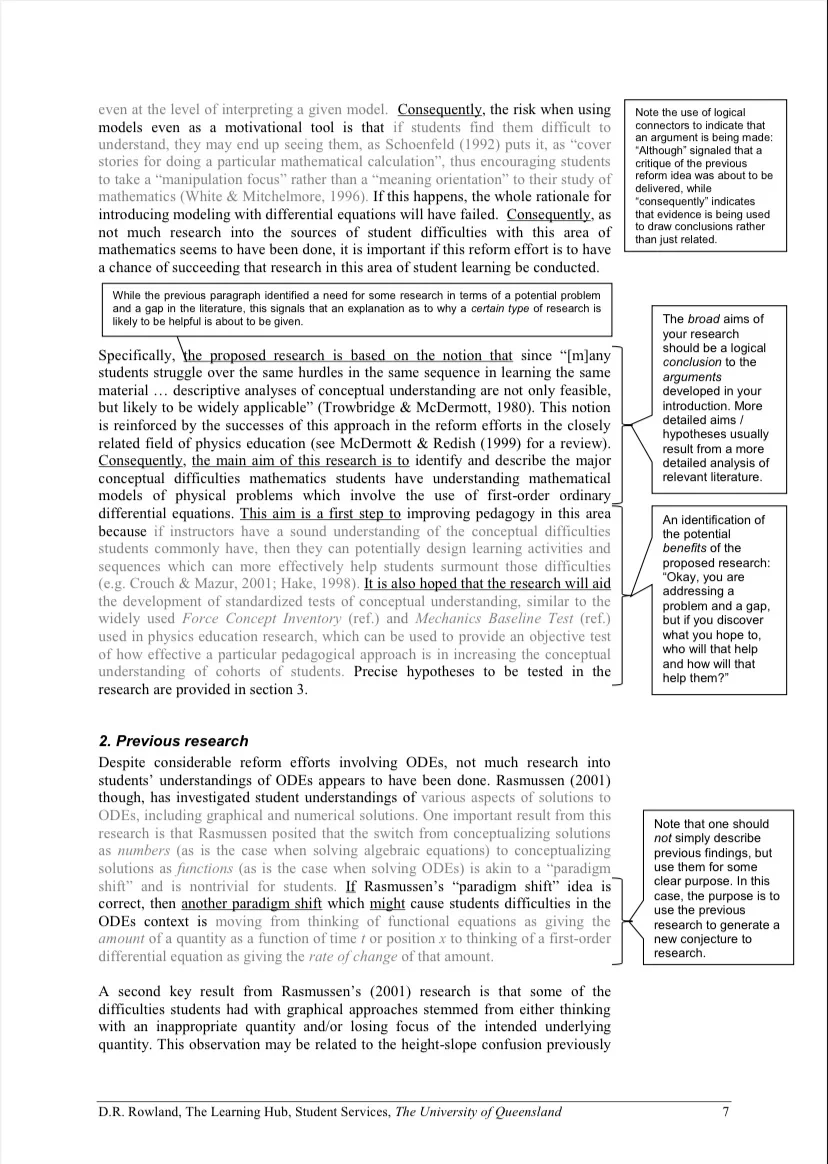 even at the level of interpreting a given model. Consequently, the risk when using
models even as a motivational tool is that if students find them difficult to
understand, they may end up seeing them, as Schoenfeld (1992) puts it, as “cover
stories for doing a particular mathematical calculation”, thus encouraging students
to take a “manipulation focus” rather than a “meaning orientation” to their study of
mathematics (White & Mitchelmore, 1996). If this happens, the whole rationale for
introducing modeling with differential equations will have failed. Consequently, as
not much research into the sources of student difficulties with this area of
mathematics seems to have been done, it is important if this reform effort is to have
a chance of succeeding that research in this area of student learning be conducted.
Note the use of logical
connectors to indicate that
an argument is being made:
“Although” signaled that a
critique of the previous
reform idea was about to be
delivered, while
“consequently” indicates
that evidence is being used
to draw conclusions rather
than just related.
While the previous paragraph identified a need for some research in terms of a potential problem
and a gap in the literature, this signals that an explanation as to why a certain type of research is
likely to be helpful is about to be given.
Specifically, the proposed research is based on the notion that since “[m]any
students struggle over the same hurdles in the same sequence in learning the same
material … descriptive analyses of conceptual understanding are not only feasible,
but likely to be widely applicable” (Trowbridge & McDermott, 1980). This notion
is reinforced by the successes of this approach in the reform efforts in the closely
related field of physics education (see McDermott & Redish (1999) for a review).
Consequently, the main aim of this research is to identify and describe the major
conceptual difficulties mathematics students have understanding mathematical
models of physical problems which involve the use of first-order ordinary
differential equations. This aim is a first step to improving pedagogy in this area
because if instructors have a sound understanding of the conceptual difficulties
students commonly have, then they can potentially design learning activities and
sequences which can more effectively help students surmount those difficulties
(e.g. Crouch & Mazur, 2001; Hake, 1998). It is also hoped that the research will aid
the development of standardized tests of conceptual understanding, similar to the
widely used Force Concept Inventory (ref.) and Mechanics Baseline Test (ref.)
used in physics education research, which can be used to provide an objective test
of how effective a particular pedagogical approach is in increasing the conceptual
understanding of cohorts of students. Precise hypotheses to be tested in the
research are provided in section 3.
The broad aims of
your research
should be a logical
conclusion to the
arguments
developed in your
introduction. More
detailed aims /
hypotheses usually
result from a more
detailed analysis of
relevant literature.
An identification of
the potential
benefits of the
proposed research:
“Okay, you are
addressing a
problem and a gap,
but if you discover
what you hope to,
who will that help
and how will that
help them?”
2. Previous research
Despite considerable reform efforts involving ODEs, not much research into
students’ understandings of ODEs appears to have been done. Rasmussen (2001)
though, has investigated student understandings of various aspects of solutions to
ODEs, including graphical and numerical solutions. One important result from this
research is that Rasmussen posited that the switch from conceptualizing solutions
as numbers (as is the case when solving algebraic equations) to conceptualizing
solutions as functions (as is the case when solving ODEs) is akin to a “paradigm
shift” and is nontrivial for students. If Rasmussen’s “paradigm shift” idea is
correct, then another paradigm shift which might cause students difficulties in the
ODEs context is moving from thinking of functional equations as giving the
amount of a quantity as a function of time t or position x to thinking of a first-order
differential equation as giving the rate of change of that amount.
Note that one should
not simply describe
previous findings, but
use them for some
clear purpose. In this
case, the purpose is to
use the previous
research to generate a
new conjecture to
research.
A second key result from Rasmussen’s (2001) research is that some of the
difficulties students had with graphical approaches stemmed from either thinking
with an inappropriate quantity and/or losing focus of the intended underlying
quantity. This observation may be related to the height-slope confusion previously
D.R. Rowland, The Learning Hub, Student Services, The University of Queensland 7